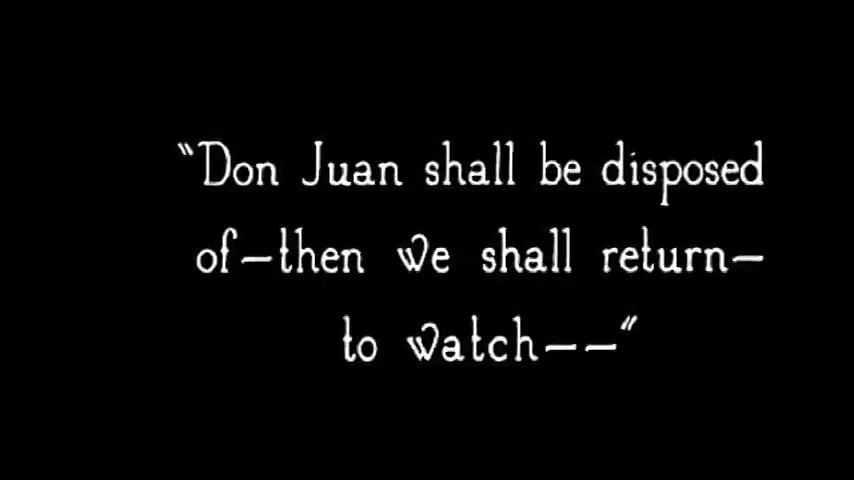 "Don Juan shall be disposed
of—then we shall return—
to watch——"